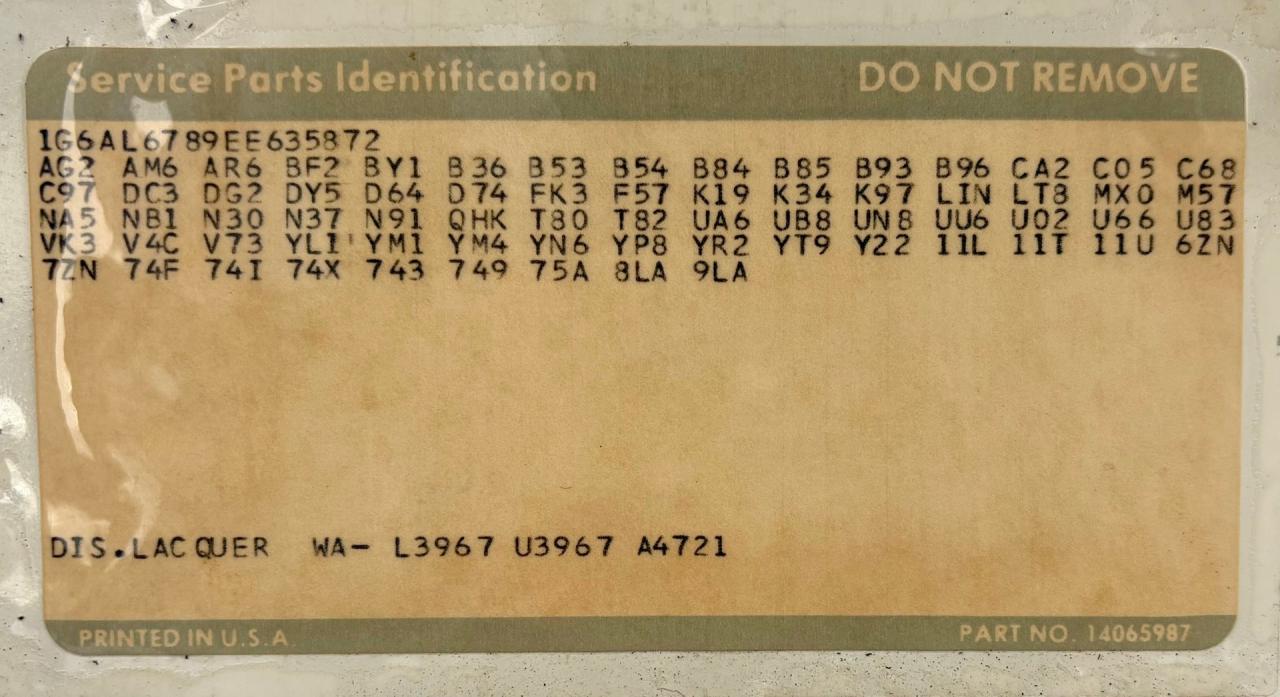 Service Parts Identification DO NOT REMOVE
1G6AL6789EE635872
AG2 AM6 AR6 BF2 BY1 B36 B53 B54 B84 B85 B93 B96 CA2 C05 C68
C97 DC3 DG2 DY5 D64 D74 FK3 F57 K19 K34 K97 LIN LT8 MX0 M57
NA5 NB1 N30 N37 N91 QHK T80 T82 UA6 UB8 UN8 UU6 U02 U66 U83
VK3 V4C V73 YL1 YM1 YM4 YN6 YP8 YR2 YT9 Y22 11L 11T 11U 6ZN
7ZN 74F 74I 74X 743 749 75A 8LA 9LA
DIS.LACQUER WA- L3967 U3967 A4721
PRINTED IN U.S.A. PART NO. 14065987